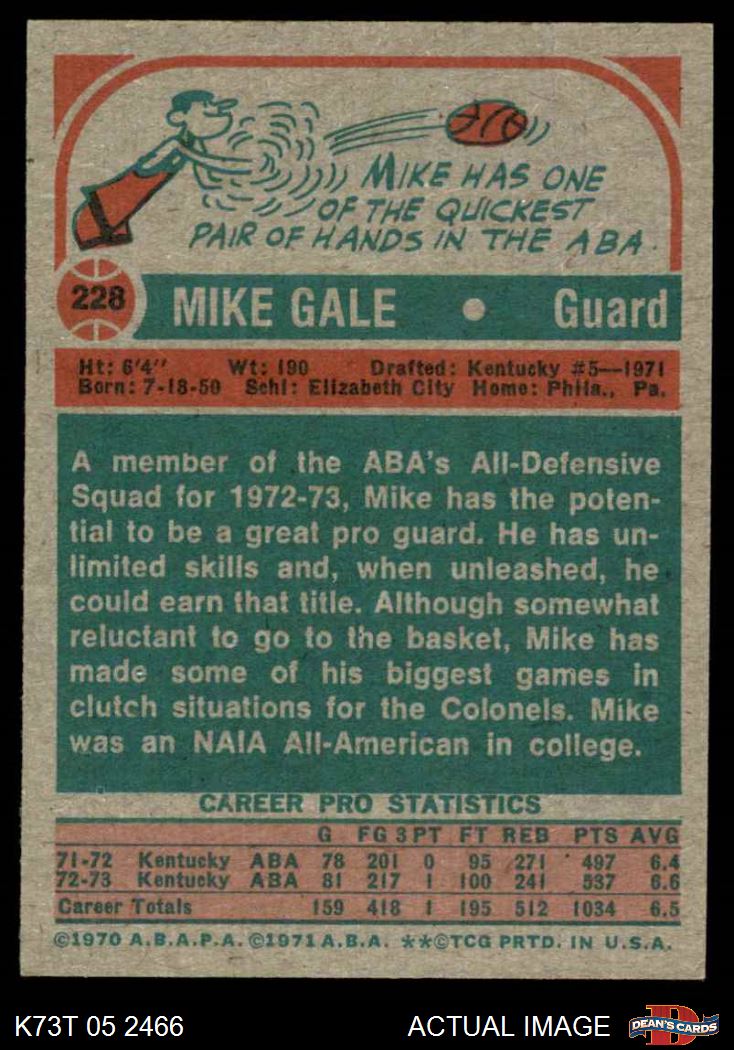 MIKE HAS ONE
OF THE QUICKEST
PAIR OF HANDS IN THE ABA.
228 MIKE GALE • Guard
Ht: 6'4" Wt: 190 Drafted: Kentucky #5—1971
Born: 7-18-50 Schl: Elizabeth City Home: Phila., Pa.
A member of the ABA's All-Defensive
Squad for 1972-73, Mike has the poten-
tial to be a great pro guard. He has un-
limited skills and, when unleashed, he
could earn that title. Although somewhat
reluctant to go to the basket, Mike has
made some of his biggest games in
clutch situations for the Colonels. Mike
was an NAIA All-American in college.
CAREER PRO STATISTICS
G FG 3PT FT REB PTS AVG
71-72 Kentucky ABA 78 201 0 95 271 497 6.4
72-73 Kentucky ABA 81 217 1 100 241 537 6.6
Career Totals 159 418 1 195 512 1034 6.5
©1970 A.B.A.P.A. ©1971 A.B.A. **©TCG PRTD. IN U.S.A.
K73T 05 2466 ACTUAL IMAGE D DEAN'S CARDS